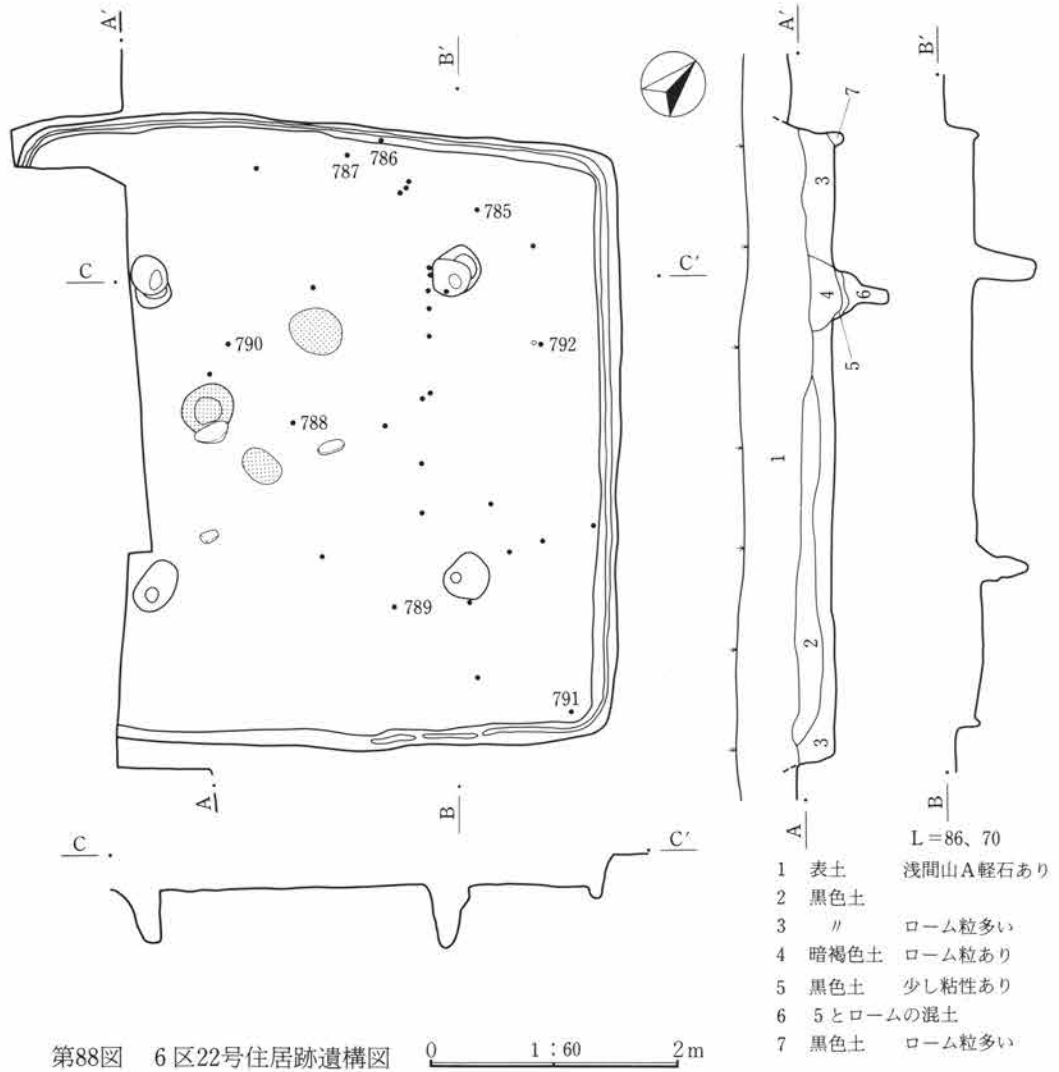 A′
B′
A′
B′
7
786
787
785
3
C
C′
4
6
790
792
5
788
1
789
2
791
3
A
B
A
B
C
C′
L=86、70
1 表土 浅間山A軽石あり
2 黒色土
3 〃 ローム粒多い
4 暗褐色土 ローム粒あり
5 黒色土 少し粘性あり
6 5とロームの混土
7 黒色土 ローム粒多い
第88図 6区22号住居跡遺構図
0 1：60 2m